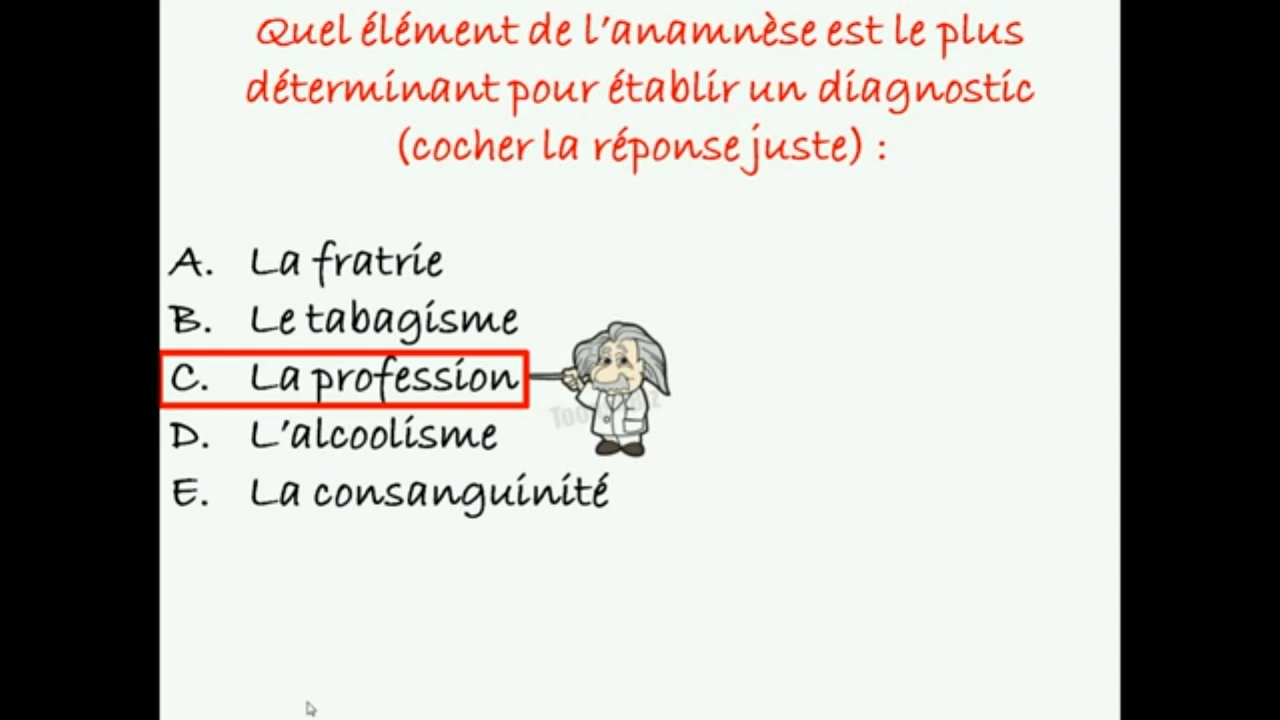 Quel élément de l'anamnèse est le plus
déterminant pour établir un diagnostic
(cocher la réponse juste) :
A. La fratrie
B. Le tabagisme
C. La profession
D. L'alcoolisme
E. La consanguinité